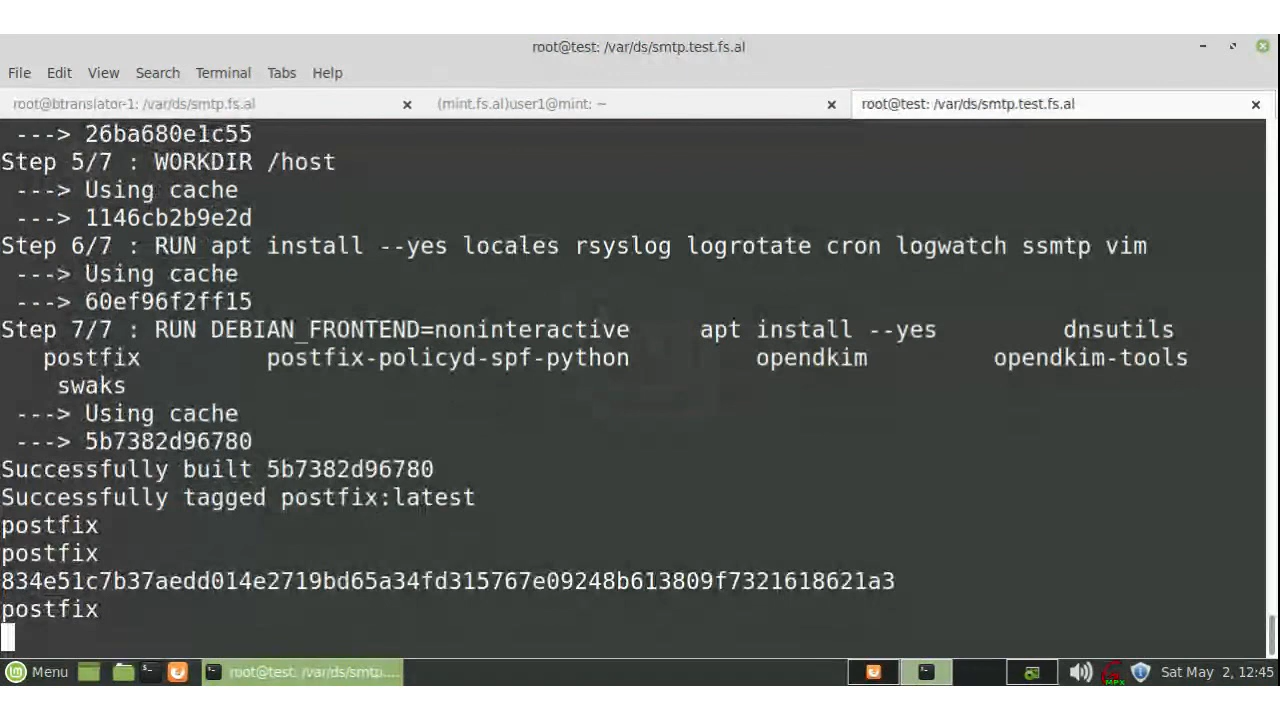 root@test: /var/ds/smtp.test.fs.al
File Edit View Search Terminal Tabs Help
root@btranslator-1: /var/ds/smtp.fs.al (mint.fs.al)user1@mint: ~ root@test: /var/ds/smtp.test.fs.al
---> 26ba680e1c55
Step 5/7 : WORKDIR /host
---> Using cache
---> 1146cb2b9e2d
Step 6/7 : RUN apt install --yes locales rsyslog logrotate cron logwatch ssmtp vim
---> Using cache
---> 60ef96f2ff15
Step 7/7 : RUN DEBIAN_FRONTEND=noninteractive     apt install --yes         dnsutils
   postfix         postfix-policyd-spf-python         opendkim         opendkim-tools
    swaks
---> Using cache
---> 5b7382d96780
Successfully built 5b7382d96780
Successfully tagged postfix:latest
postfix
postfix
834e51c7b37aedd014e2719bd65a34fd315767e09248b613809f7321618621a3
postfix
Menu root@test: /var/ds/smtp.... MPX Sat May 2, 12:45